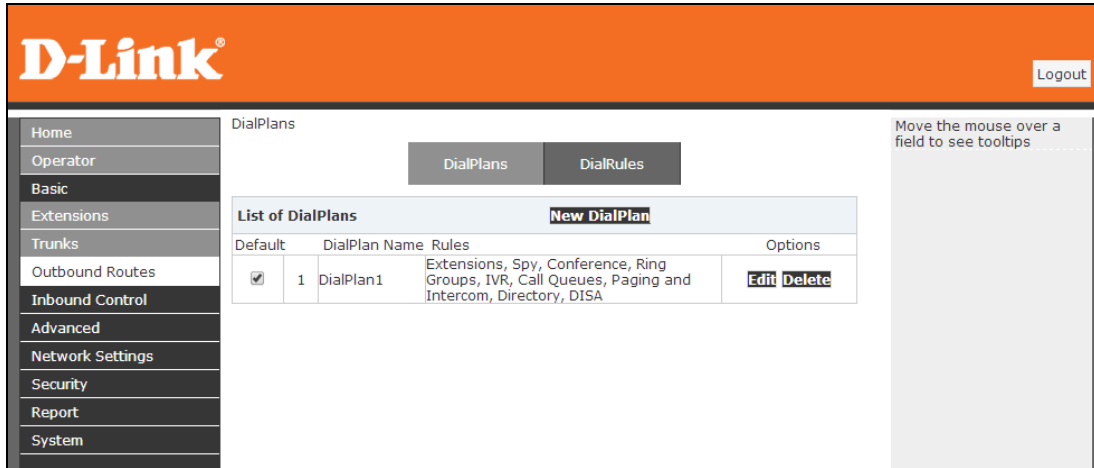 D-Link®
Logout
Home
Operator
Basic
Extensions
Trunks
Outbound Routes
Inbound Control
Advanced
Network Settings
Security
Report
System
DialPlans
DialPlans DialRules
List of DialPlans New DialPlan
Default DialPlan Name Rules Options
1 DialPlan1 Extensions, Spy, Conference, Ring
Groups, IVR, Call Queues, Paging and
Intercom, Directory, DISA
Edit Delete
Move the mouse over a
field to see tooltips